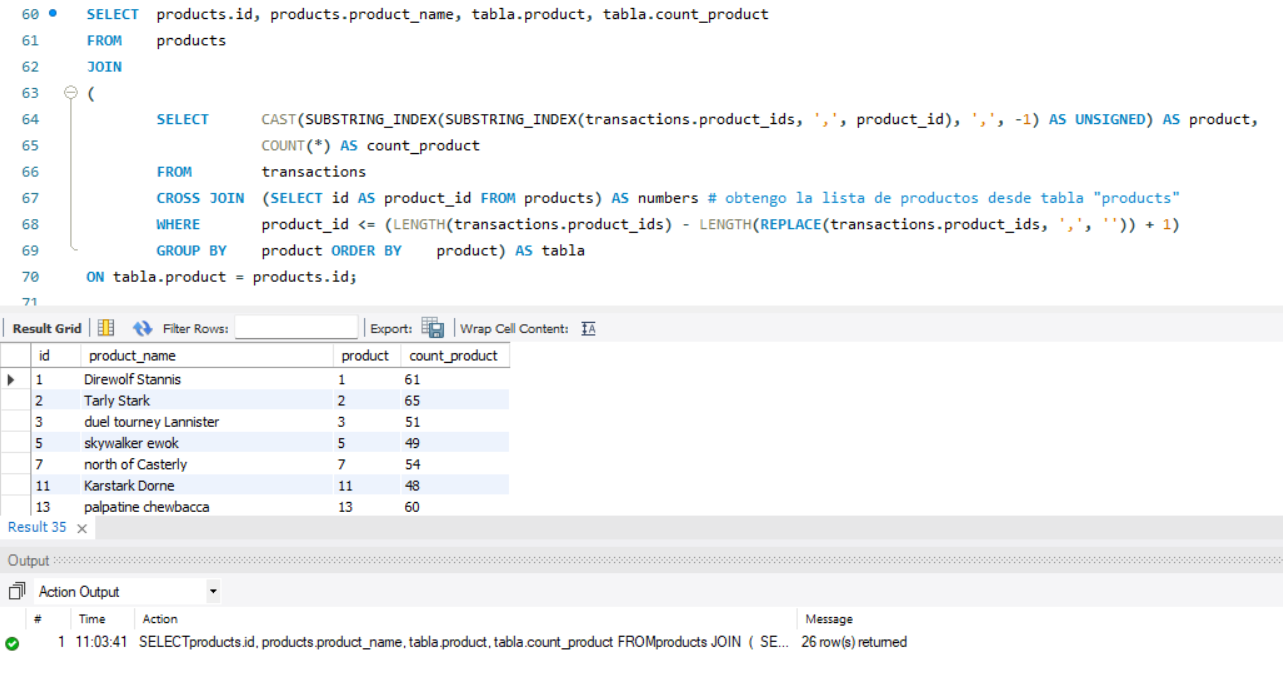 60 SELECT products.id, products.product_name, tabla.product, tabla.count_product
61 FROM products
62 JOIN
63 (
64 SELECT CAST(SUBSTRING_INDEX(SUBSTRING_INDEX(transactions.product_ids, ',', product_id), ',', -1) AS UNSIGNED) AS product,
65 COUNT(*) AS count_product
66 FROM transactions
67 CROSS JOIN (SELECT id AS product_id FROM products) AS numbers # obtengo la lista de productos desde tabla "products"
68 WHERE product_id <= (LENGTH(transactions.product_ids) - LENGTH(REPLACE(transactions.product_ids, ',', '')) + 1)
69 GROUP BY product ORDER BY product) AS tabla
70 ON tabla.product = products.id;
71
Result Grid Filter Rows: Export: Wrap Cell Content: IA
id product_name product count_product
1 Direwolf Stannis 1 61
2 Tarly Stark 2 65
3 duel tourney Lannister 3 51
5 skywalker ewok 5 49
7 north of Casterly 7 54
11 Karstark Dorne 11 48
13 palpatine chewbacca 13 60
Result 35 ×
Output
Action Output
# Time Action Message
1 11:03:41 SELECTproducts.id, products.product_name, tabla.product, tabla.count_product FROMproducts JOIN ( SE... 26 row(s) returned